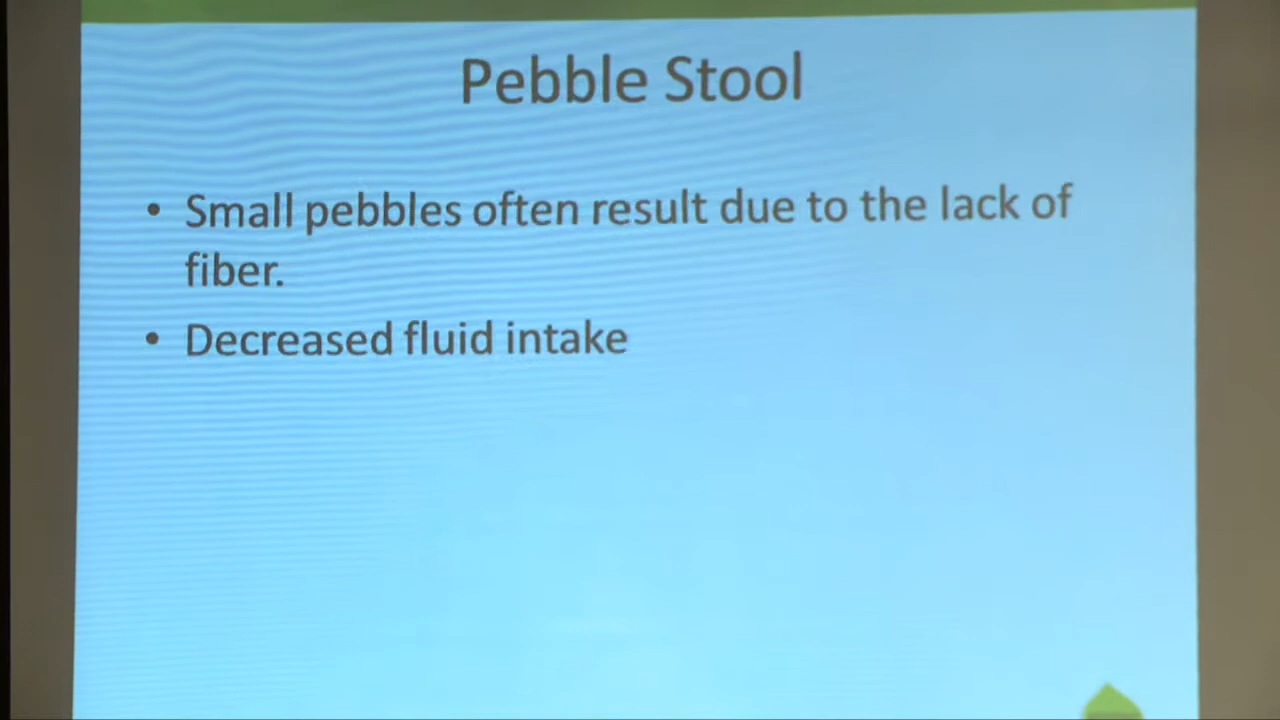 Pebble Stool
• Small pebbles often result due to the lack of
fiber.
• Decreased fluid intake